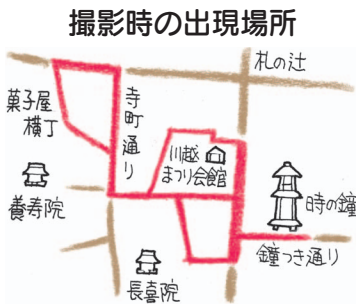 撮影時の出現場所
札の辻
菓子屋
横丁
寺町通り
川越
まつり会館
時の鐘
養寿院
鐘つき通り
長喜院